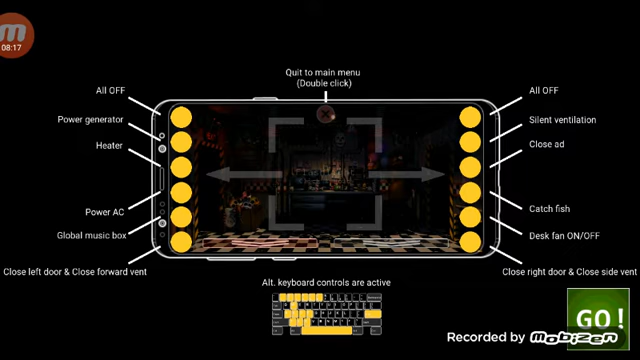 08:17
Quit to main menu
(Double click)
All OFF
All OFF
Power generator
Silent ventilation
Heater
Close ad
Power AC
Catch fish
Global music box
Desk fan ON/OFF
Close left door & Close forward vent
Close right door & Close side vent
Alt. keyboard controls are active
GO!
Recorded by mobizen